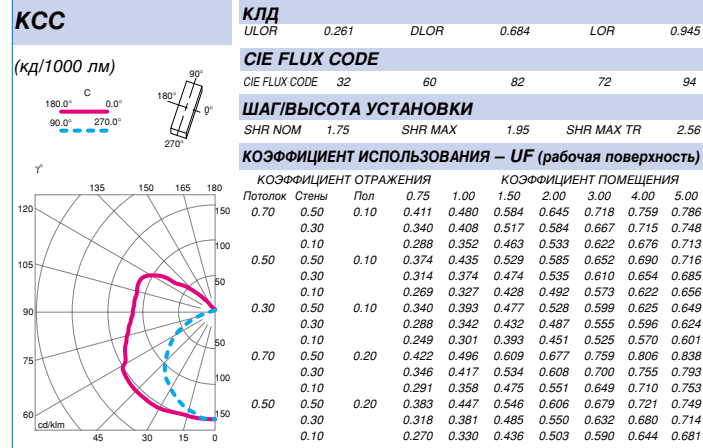 КСС
(кд/1000 лм)
C
180.0° 0.0°
90.0° 270.0°
90°
180°
0°
270°
γ°
135 150 165 180
120
105
90
75
60
150
100
50
50
100
150
cd/klm
45 30 15 0
КЛД
ULOR 0.261 DLOR 0.684 LOR 0.945
CIE FLUX CODE
CIE FLUX CODE 32 60 82 72 94
ШАГ/ВЫСОТА УСТАНОВКИ
SHR NOM 1.75 SHR MAX 1.95 SHR MAX TR 2.56
КОЭФФИЦИЕНТ ИСПОЛЬЗОВАНИЯ – UF (рабочая поверхность)
КОЭФФИЦИЕНТ ОТРАЖЕНИЯ КОЭФФИЦИЕНТ ПОМЕЩЕНИЯ
Потолок Стены Пол 0.75 1.00 1.50 2.00 3.00 4.00 5.00
0.70 0.50 0.10 0.411 0.480 0.584 0.645 0.718 0.759 0.786
0.30 0.340 0.408 0.517 0.584 0.667 0.715 0.748
0.10 0.288 0.352 0.463 0.533 0.622 0.676 0.713
0.50 0.50 0.10 0.374 0.435 0.529 0.585 0.652 0.690 0.716
0.30 0.314 0.374 0.474 0.535 0.610 0.654 0.685
0.10 0.269 0.327 0.428 0.492 0.573 0.622 0.656
0.30 0.50 0.10 0.340 0.393 0.477 0.528 0.599 0.625 0.649
0.30 0.288 0.342 0.432 0.487 0.555 0.596 0.624
0.10 0.249 0.301 0.393 0.451 0.525 0.570 0.601
0.70 0.50 0.20 0.422 0.496 0.609 0.677 0.759 0.806 0.838
0.30 0.346 0.417 0.534 0.608 0.700 0.755 0.793
0.10 0.291 0.358 0.475 0.551 0.649 0.710 0.753
0.50 0.50 0.20 0.383 0.447 0.546 0.606 0.679 0.721 0.749
0.30 0.318 0.381 0.485 0.550 0.632 0.680 0.714
0.10 0.270 0.330 0.436 0.503 0.590 0.644 0.681